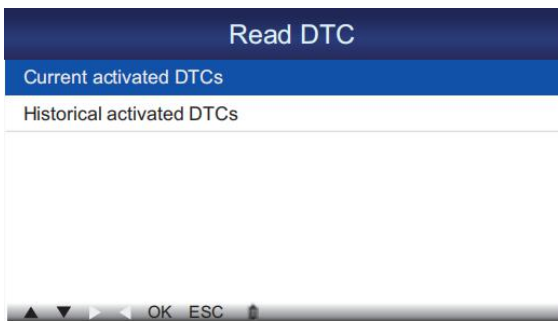 Read DTC
Current activated DTCs
Historical activated DTCs
OK ESC